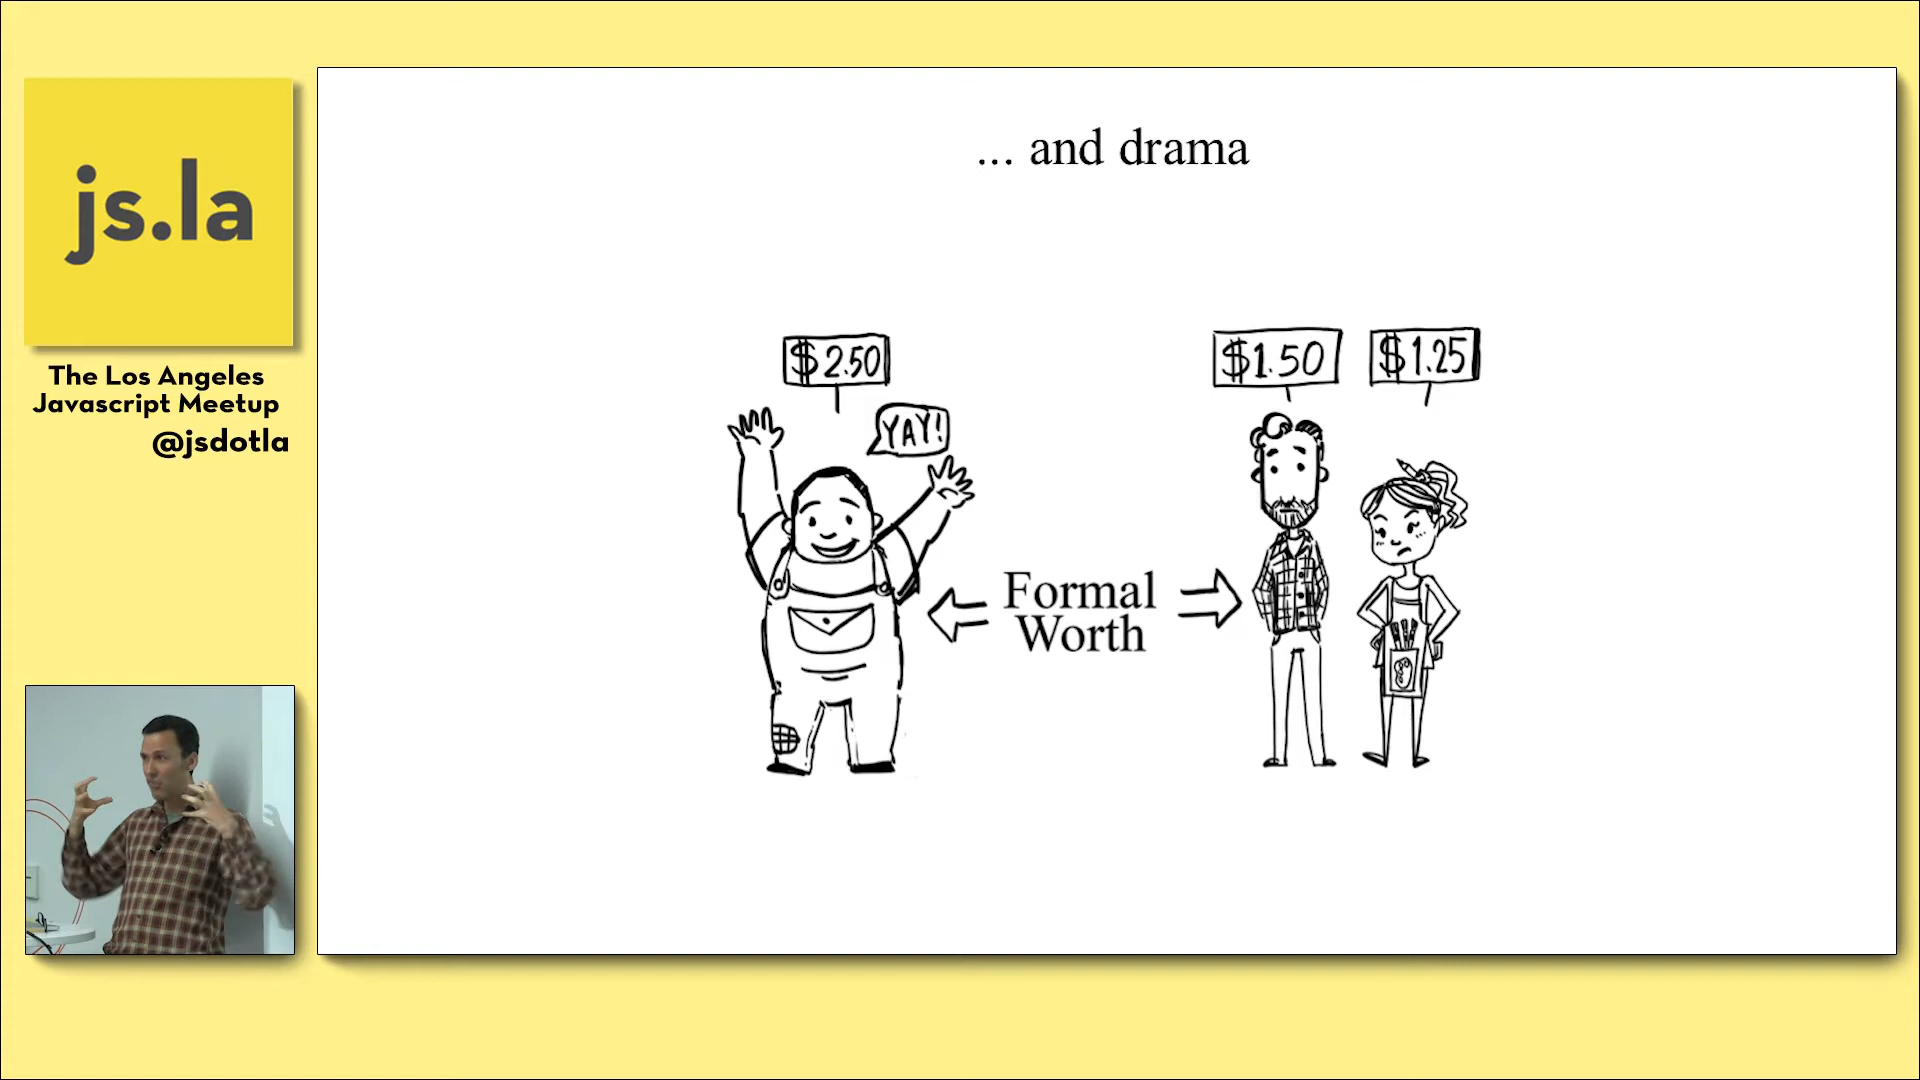 js.la
The Los Angeles
Javascript Meetup
@jsdotla
... and drama
$2.50
YAY!
$1.50
$1.25
Formal
Worth